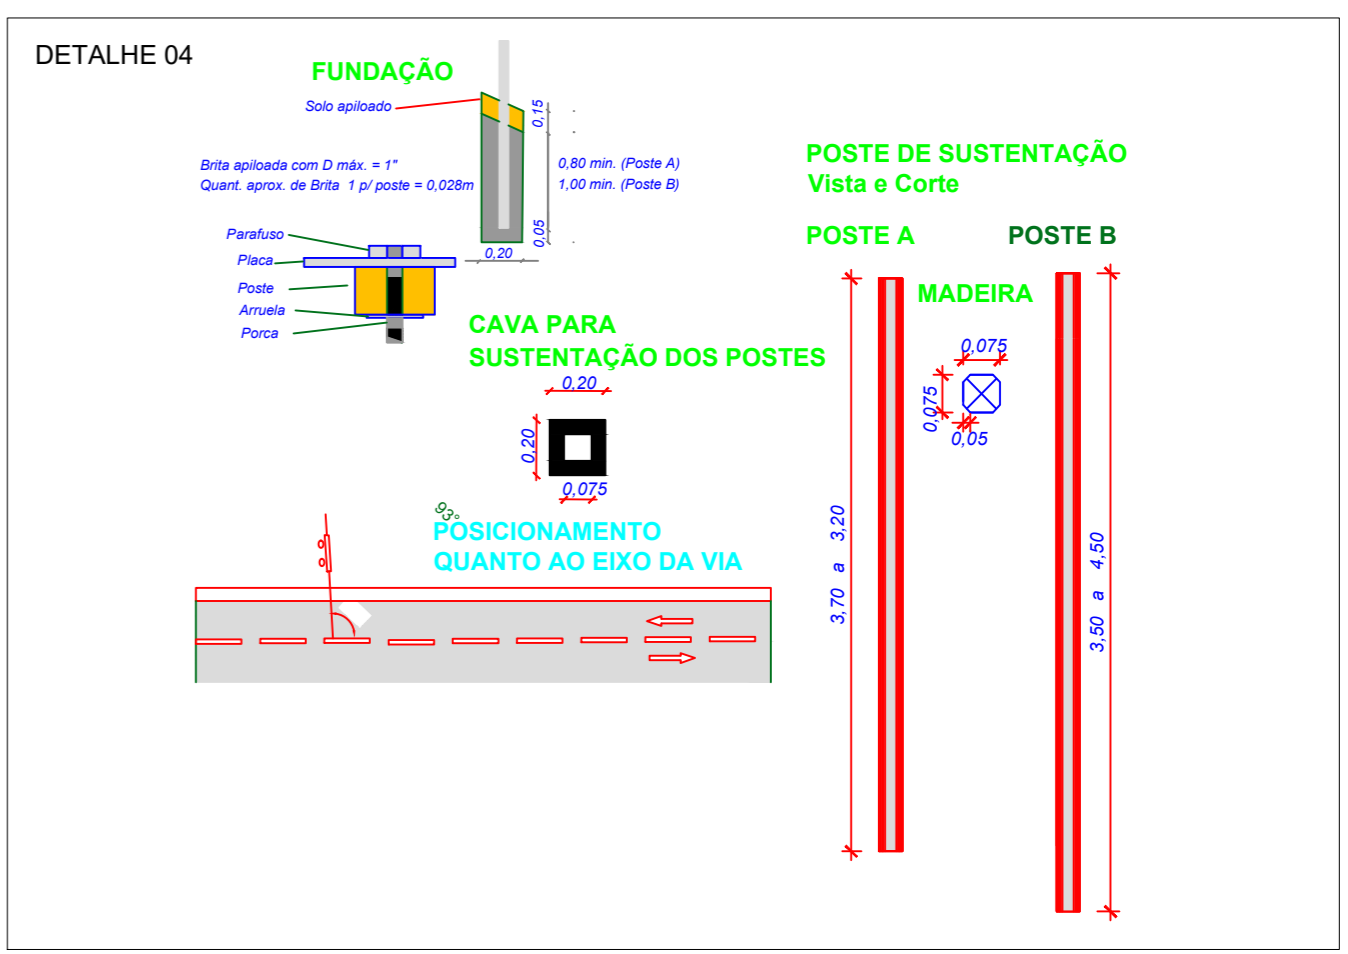 DETALHE 04
FUNDAÇÃO
Solo apiloado
0,15
Brita apiloada com D máx. = 1"
Quant. aprox. de Brita 1 p/ poste = 0,028m
0,80 min. (Poste A)
1,00 min. (Poste B)
0,05
0,20
Parafuso
Placa
Poste
Arruela
Porca
CAVA PARA
SUSTENTAÇÃO DOS POSTES
0,20
0,20
0,075
93°
POSICIONAMENTO
QUANTO AO EIXO DA VIA
POSTE DE SUSTENTAÇÃO
Vista e Corte
POSTE A
POSTE B
MADEIRA
0,075
0,075
0,05
3,70 a 3,20
3,50 a 4,50